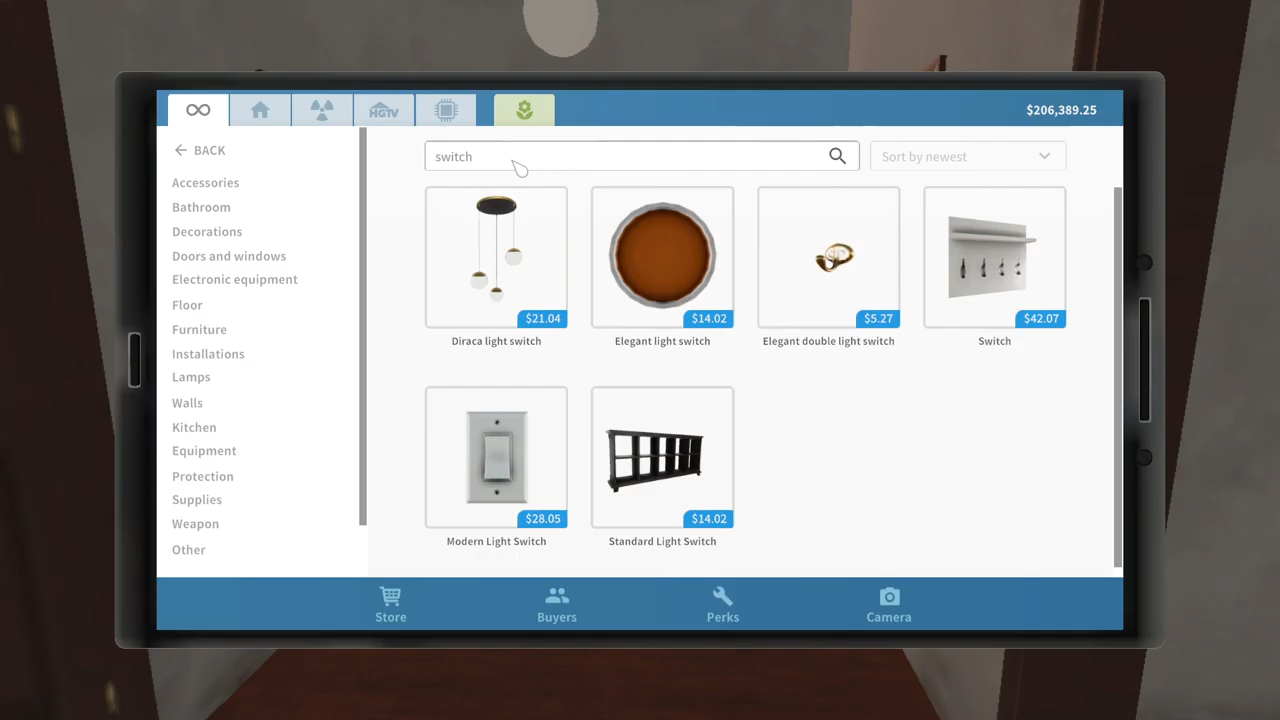 HGTV
$206,389.25
BACK
Accessories
Bathroom
Decorations
Doors and windows
Electronic equipment
Floor
Furniture
Installations
Lamps
Walls
Kitchen
Equipment
Protection
Supplies
Weapon
Other
switch
Sort by newest
$21.04
Diraca light switch
$14.02
Elegant light switch
$5.27
Elegant double light switch
$42.07
Switch
$28.05
Modern Light Switch
$14.02
Standard Light Switch
Store
Buyers
Perks
Camera